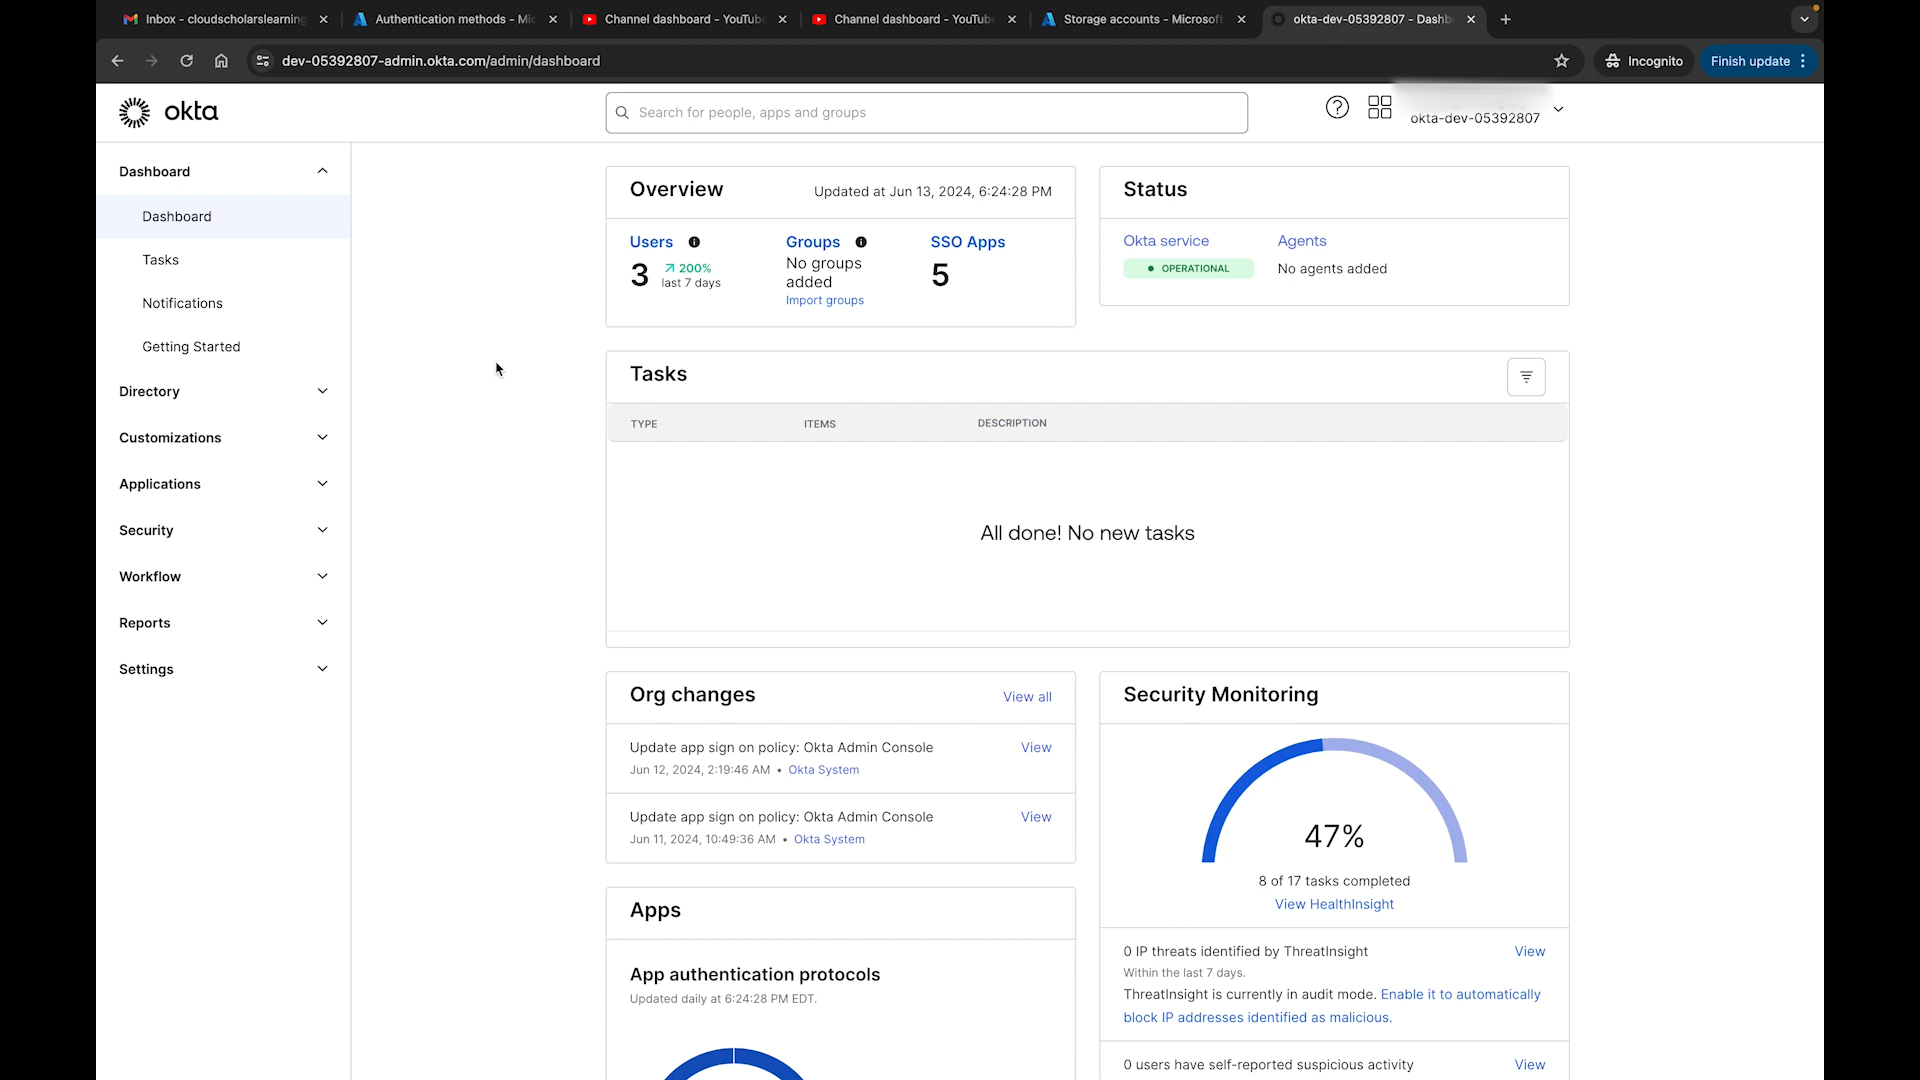 Inbox - cloudscholarslearning
Authentication methods - Mi
Channel dashboard - YouTub
Channel dashboard - YouTub
Storage accounts - Microsoft
okta-dev-05392807 - Dashb
dev-05392807-admin.okta.com/admin/dashboard
Incognito
Finish update
okta
Search for people, apps and groups
okta-dev-05392807
Dashboard
Dashboard
Tasks
Notifications
Getting Started
Directory
Customizations
Applications
Security
Workflow
Reports
Settings
Overview
Updated at Jun 13, 2024, 6:24:28 PM
Users
3
200%
last 7 days
Groups
No groups
added
Import groups
SSO Apps
5
Status
Okta service
OPERATIONAL
Agents
No agents added
Tasks
TYPE
ITEMS
DESCRIPTION
All done! No new tasks
Org changes
View all
Update app sign on policy: Okta Admin Console
View
Jun 12, 2024, 2:19:46 AM • Okta System
Update app sign on policy: Okta Admin Console
View
Jun 11, 2024, 10:49:36 AM • Okta System
Apps
App authentication protocols
Updated daily at 6:24:28 PM EDT.
Security Monitoring
47%
8 of 17 tasks completed
View HealthInsight
0 IP threats identified by ThreatInsight
View
Within the last 7 days.
ThreatInsight is currently in audit mode. Enable it to automatically
block IP addresses identified as malicious.
0 users have self-reported suspicious activity
View